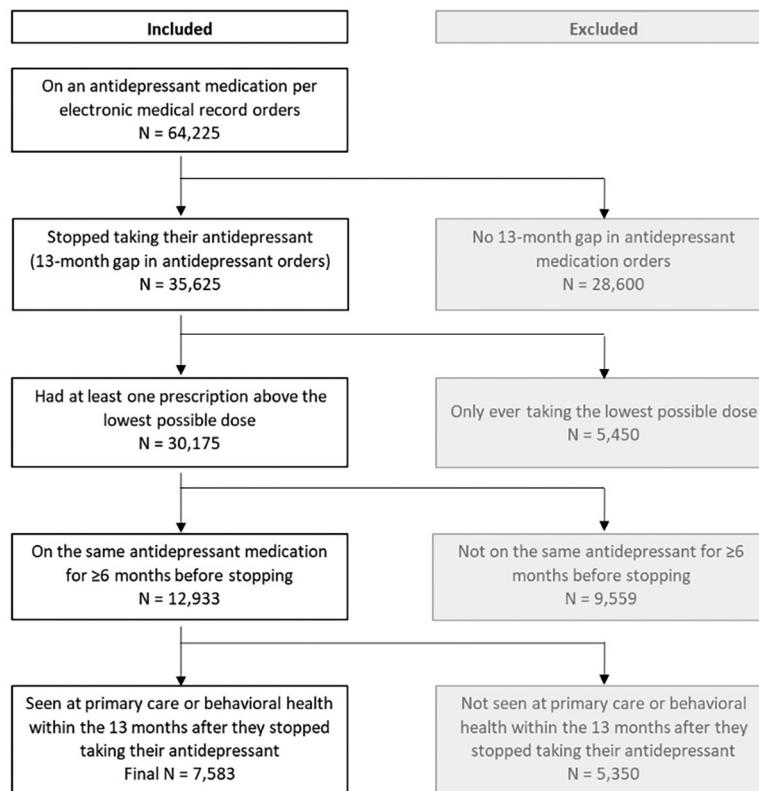 Included
Excluded
On an antidepressant medication per
electronic medical record orders
N = 64,225
Stopped taking their antidepressant
(13-month gap in antidepressant orders)
N = 35,625
No 13-month gap in antidepressant
medication orders
N = 28,600
Had at least one prescription above the
lowest possible dose
N = 30,175
Only ever taking the lowest possible dose
N = 5,450
On the same antidepressant medication
for ≥6 months before stopping
N = 12,933
Not on the same antidepressant for ≥6
months before stopping
N = 9,559
Seen at primary care or behavioral health
within the 13 months after they stopped
taking their antidepressant
Final N = 7,583
Not seen at primary care or behavioral
health within the 13 months after they
stopped taking their antidepressant
N = 5,350